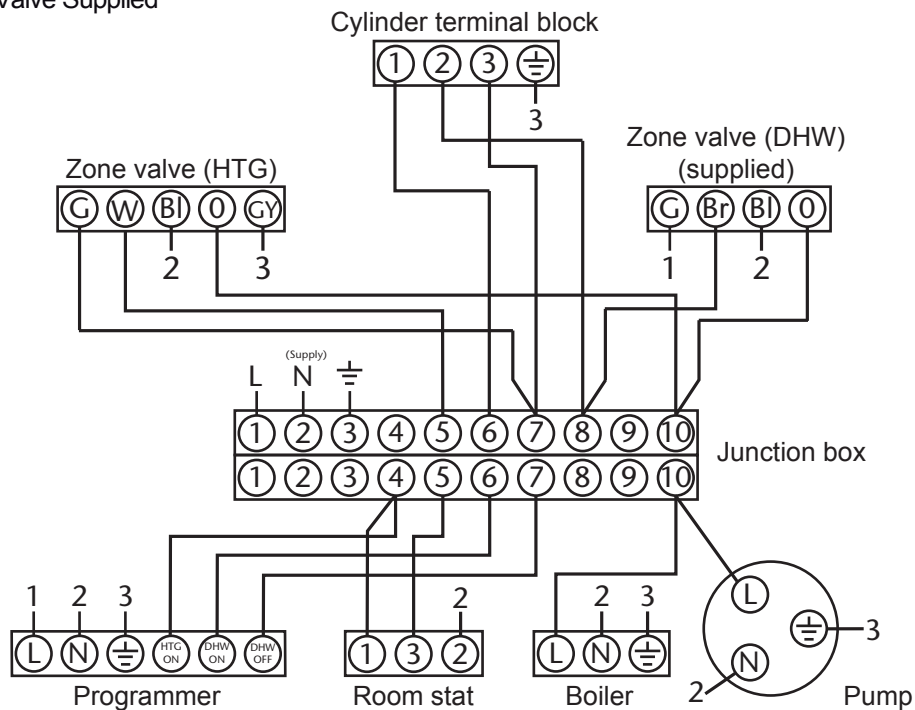 Valve Supplied
Cylinder terminal block
1 2 3
3
Zone valve (HTG)
G W Bl 0 GY
2 3
Zone valve (DHW)
(supplied)
G Br Bl 0
1 2
(Supply)
L N
1 2 3 4 5 6 7 8 9 10
1 2 3 4 5 6 7 8 9 10
Junction box
1 2 3
L N HTG ON DHW ON DHW OFF
Programmer
2
1 3 2
Room stat
2 3
L N
Boiler
L
3
N
2
Pump